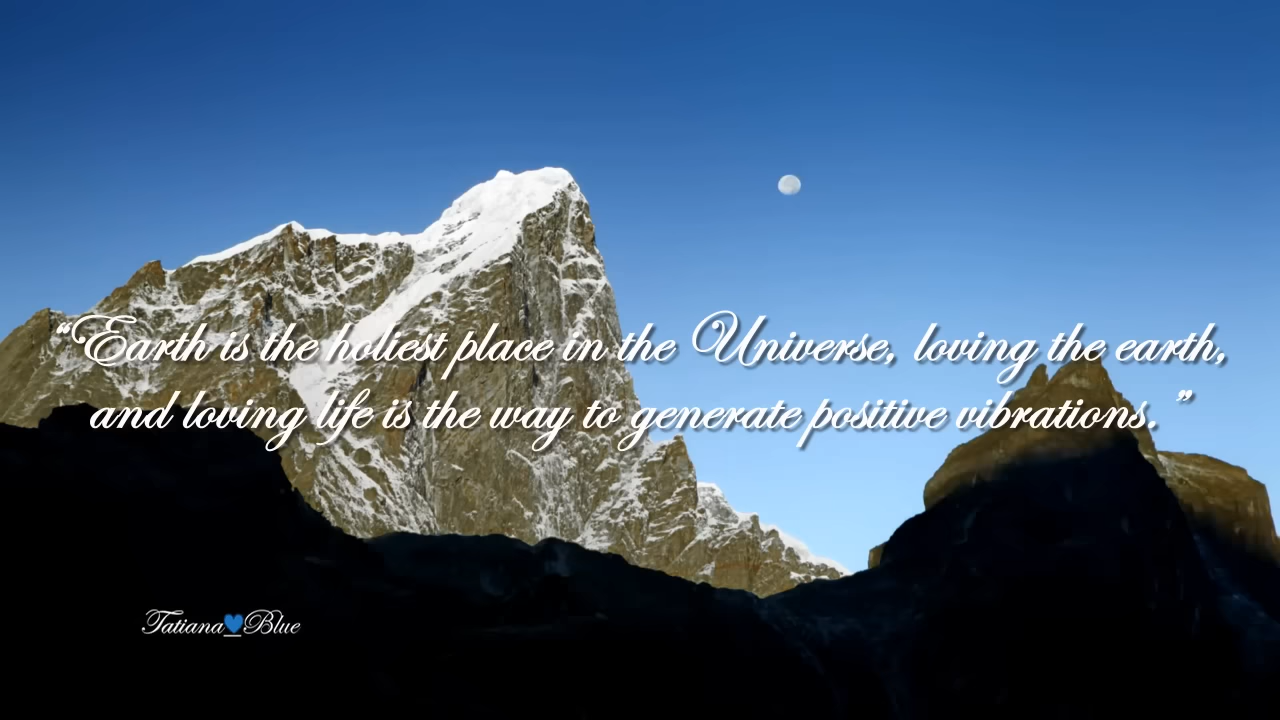 “Earth is the holiest place in the Universe, loving the earth,
and loving life is the way to generate positive vibrations.”
Tatiana💙_Blue